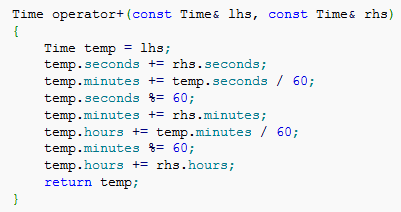 Time operator+(const Time& lhs, const Time& rhs)
{
    Time temp = lhs;
    temp.seconds += rhs.seconds;
    temp.minutes += temp.seconds / 60;
    temp.seconds %= 60;
    temp.minutes += rhs.minutes;
    temp.hours += temp.minutes / 60;
    temp.minutes %= 60;
    temp.hours += rhs.hours;
    return temp;
}